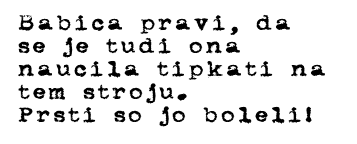 Babica pravi, da
se je tudi ona
naucila tipkati na
tem stroju.
Prsti so jo boleli!